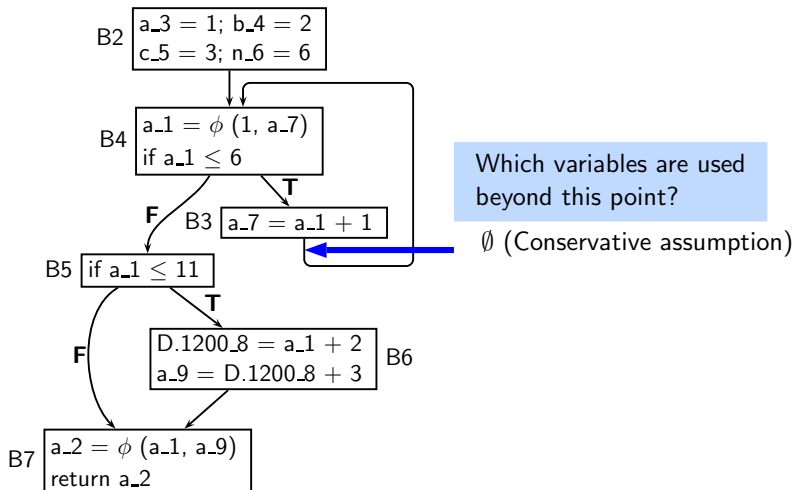 B2
a_3 = 1; b_4 = 2
c_5 = 3; n_6 = 6
B4
a_1 = ϕ (1, a_7)
if a_1 ≤ 6
Which variables are used
beyond this point?
F
T
B3
a_7 = a_1 + 1
∅ (Conservative assumption)
B5
if a_1 ≤ 11
T
F
D.1200_8 = a_1 + 2
a_9 = D.1200_8 + 3
B6
B7
a_2 = ϕ (a_1, a_9)
return a_2